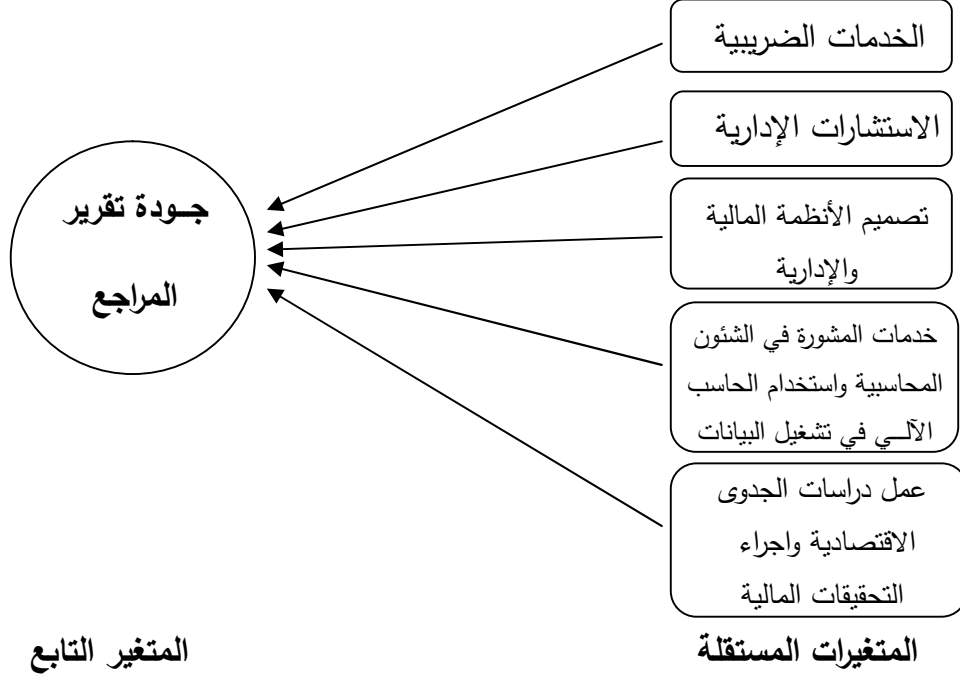 الخدمات الضريبية
الاستشارات الإدارية
تصميم الأنظمة المالية
والإدارية
خدمات المشورة في الشئون
المحاسبية واستخدام الحاسب
الآلــي في تشغيل البيانات
عمل دراسات الجدوى
الاقتصادية واجراء
التحقيقات المالية
المتغيرات المستقلة
جــودة تقرير
المراجع
المتغير التابع